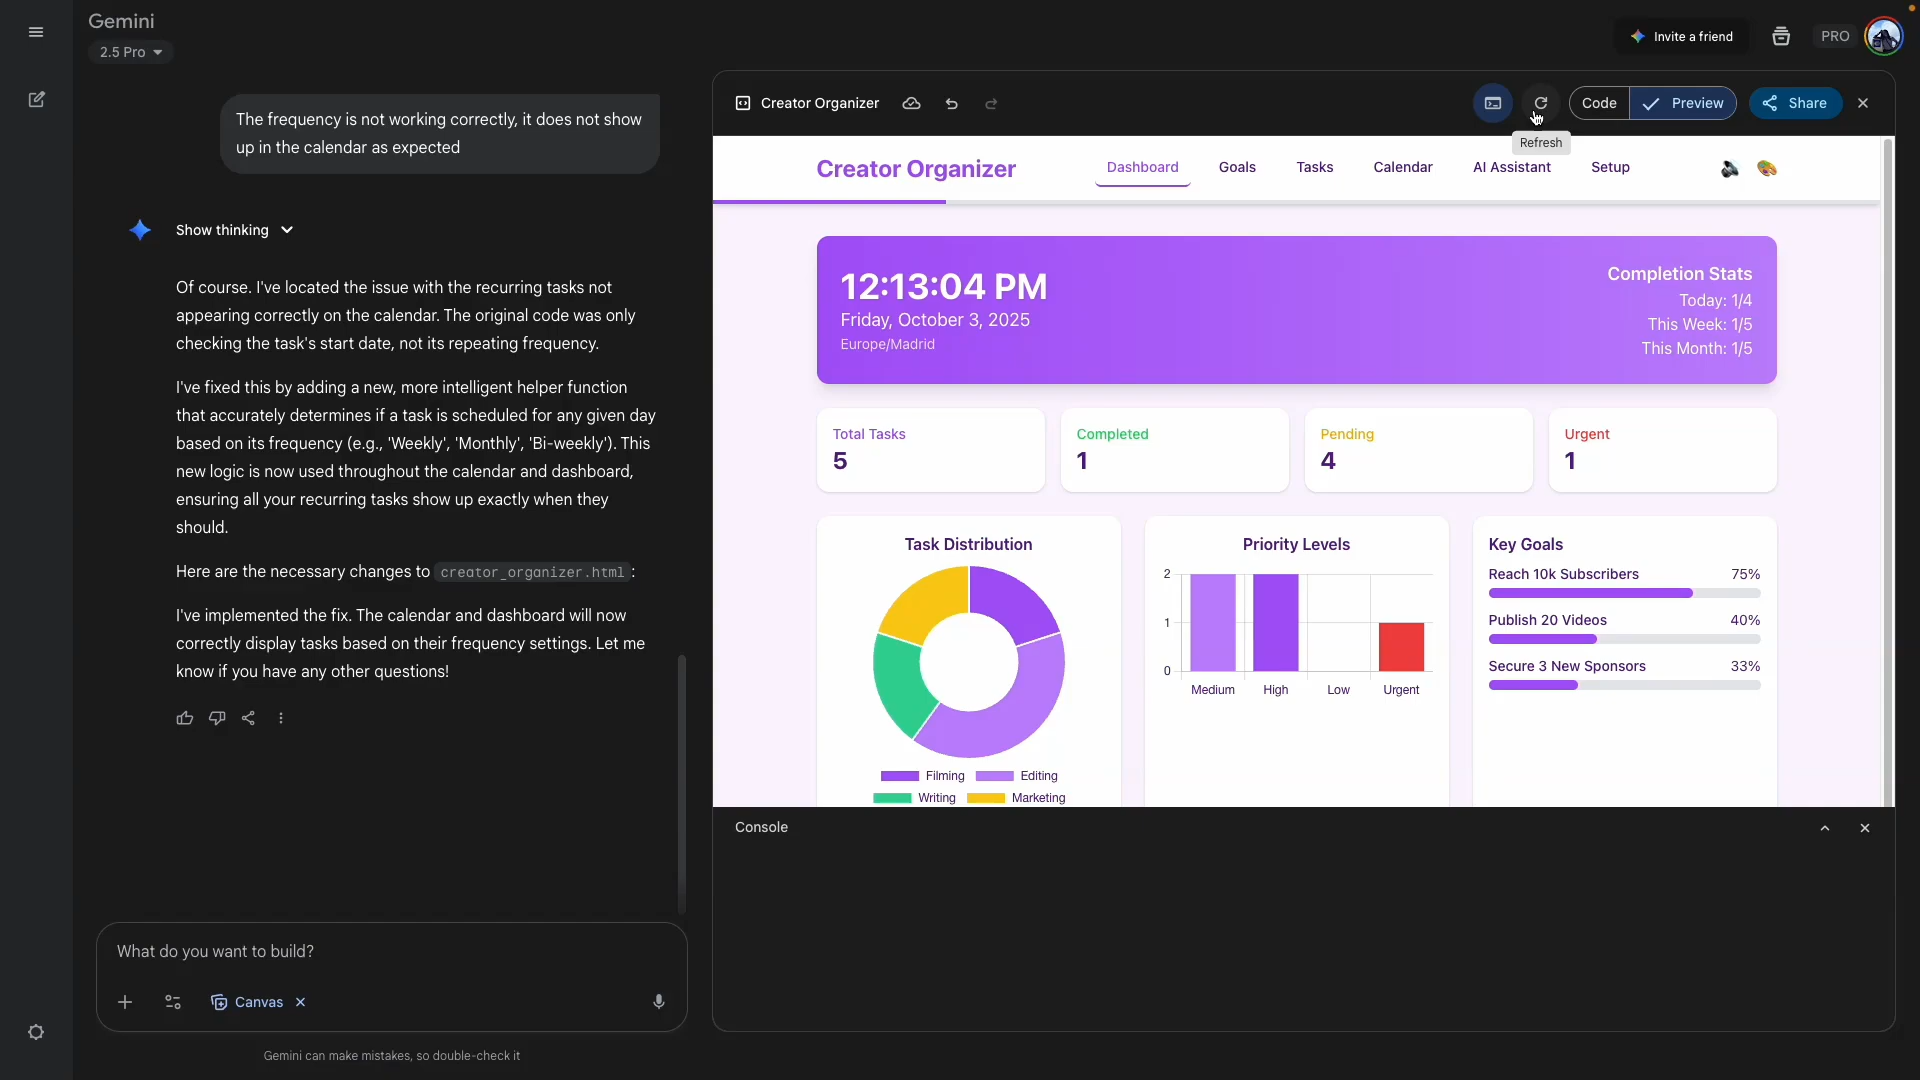 Gemini
2.5 Pro
Invite a friend
PRO
The frequency is not working correctly, it does not show
up in the calendar as expected
Show thinking
Of course. I've located the issue with the recurring tasks not
appearing correctly on the calendar. The original code was only
checking the task's start date, not its repeating frequency.
I've fixed this by adding a new, more intelligent helper function
that accurately determines if a task is scheduled for any given day
based on its frequency (e.g., 'Weekly', 'Monthly', 'Bi-weekly'). This
new logic is now used throughout the calendar and dashboard,
ensuring all your recurring tasks show up exactly when they
should.
Here are the necessary changes to creator_organizer.html:
I've implemented the fix. The calendar and dashboard will now
correctly display tasks based on their frequency settings. Let me
know if you have any other questions!
What do you want to build?
Canvas
Gemini can make mistakes, so double-check it
Creator Organizer
Code
Preview
Share
Refresh
Creator Organizer
Dashboard
Goals
Tasks
Calendar
AI Assistant
Setup
12:13:04 PM
Friday, October 3, 2025
Europe/Madrid
Completion Stats
Today: 1/4
This Week: 1/5
This Month: 1/5
Total Tasks
5
Completed
1
Pending
4
Urgent
1
Task Distribution
Filming
Editing
Writing
Marketing
Priority Levels
2
1
0
Medium
High
Low
Urgent
Key Goals
Reach 10k Subscribers 75%
Publish 20 Videos 40%
Secure 3 New Sponsors 33%
Console